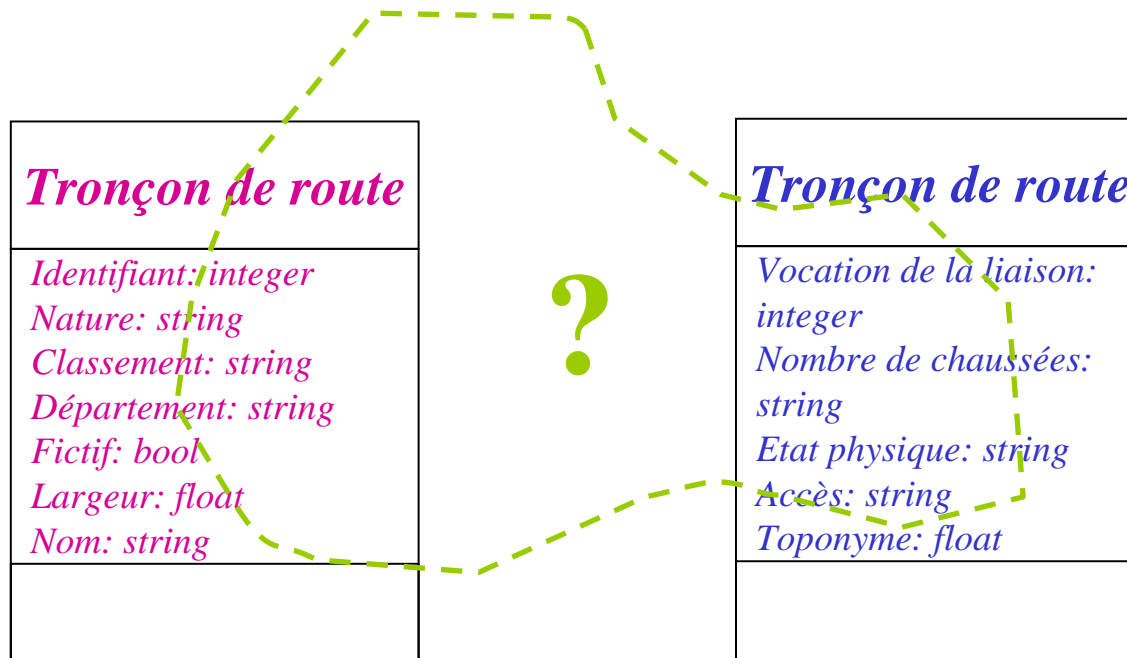 Tronçon de route
Identifiant: integer
Nature: string
Classement: string
Département: string
Fictif: bool
Largeur: float
Nom: string
?
Tronçon de route
Vocation de la liaison:
integer
Nombre de chaussées:
string
Etat physique: string
Accès: string
Toponyme: float